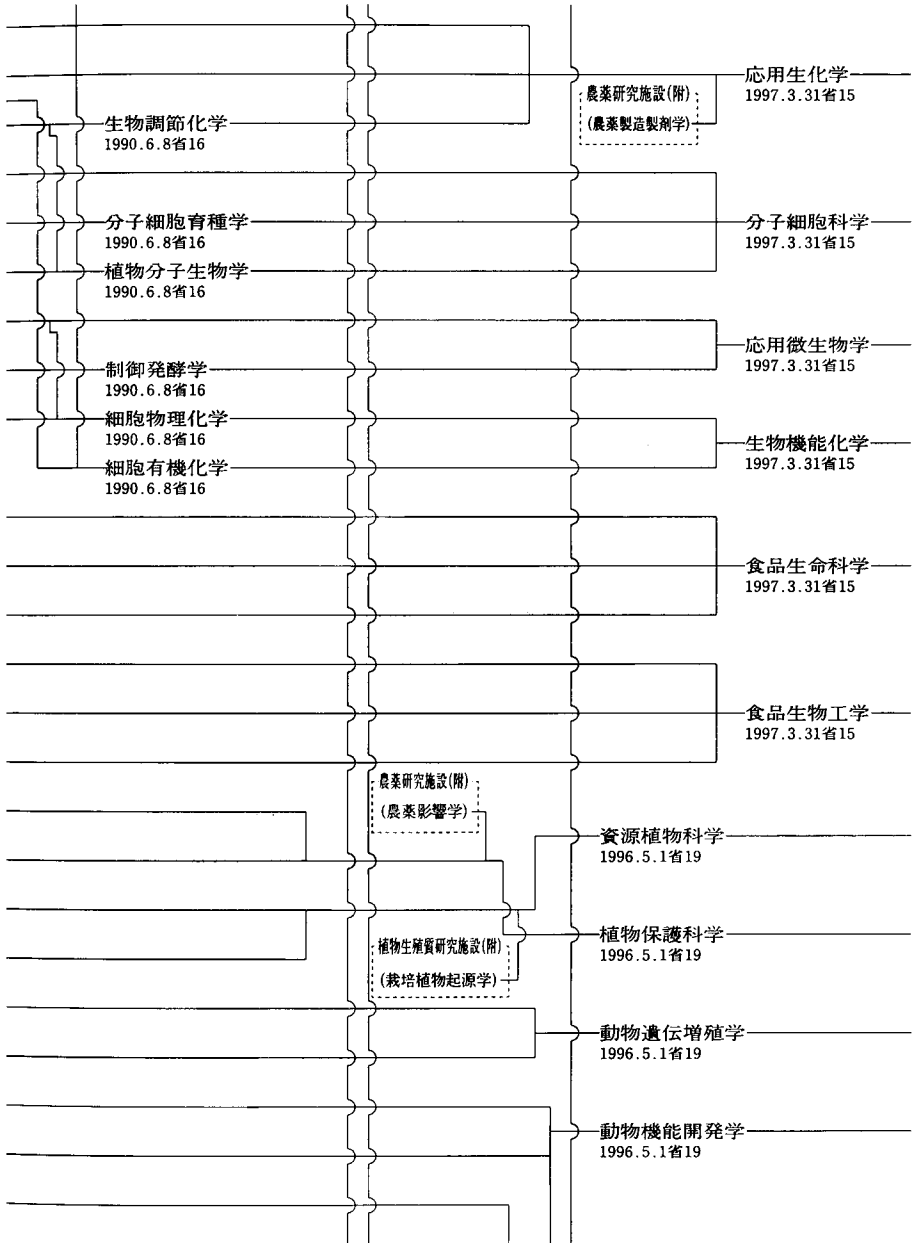 応用生化学
1997.3.31省15
農薬研究施設(附)
(農薬製造製剤学)
生物調節化学
1990.6.8省16
分子細胞育種学
1990.6.8省16
分子細胞科学
1997.3.31省15
植物分子生物学
1990.6.8省16
応用微生物学
1997.3.31省15
制御発酵学
1990.6.8省16
細胞物理化学
1990.6.8省16
生物機能化学
1997.3.31省15
細胞有機化学
1990.6.8省16
食品生命科学
1997.3.31省15
食品生物工学
1997.3.31省15
農薬研究施設(附)
(農薬影響学)
資源植物科学
1996.5.1省19
植物保護科学
1996.5.1省19
植物生殖質研究施設(附)
(栽培植物起源学)
動物遺伝増殖学
1996.5.1省19
動物機能開発学
1996.5.1省19